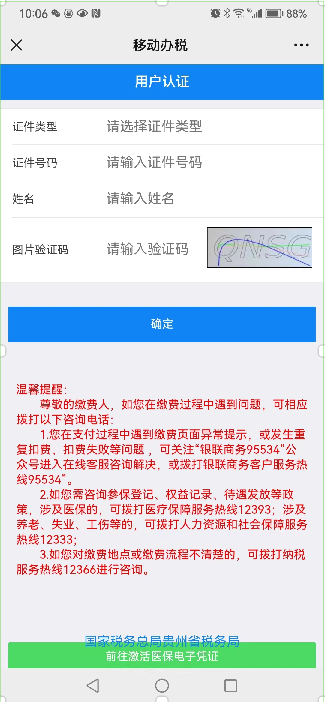 10:06 88%
移动办税
用户认证
证件类型 请选择证件类型
证件号码 请输入证件号码
姓名 请输入姓名
图片验证码 请输入验证码 QNSG
确定
温馨提醒：
尊敬的缴费人，如您在缴费过程中遇到问题，可相应
拨打以下咨询电话：
1.您在支付过程中遇到缴费页面异常提示，或发生重
复扣费、扣费失败等问题，可关注“银联商务95534”公
众号进入在线客服咨询解决，或拨打银联商务客户服务热
线95534”。
2.如您需咨询参保登记、权益记录、待遇发放等政
策，涉及医保的，可拨打医疗保障服务热线12393；涉及
养老、失业、工伤等的，可拨打人力资源和社会保障服务
热线12333；
3.如您对缴费地点或缴费流程不清楚的，可拨打纳税
服务热线12366进行咨询。
国家税务总局贵州省税务局
前往激活医保电子凭证